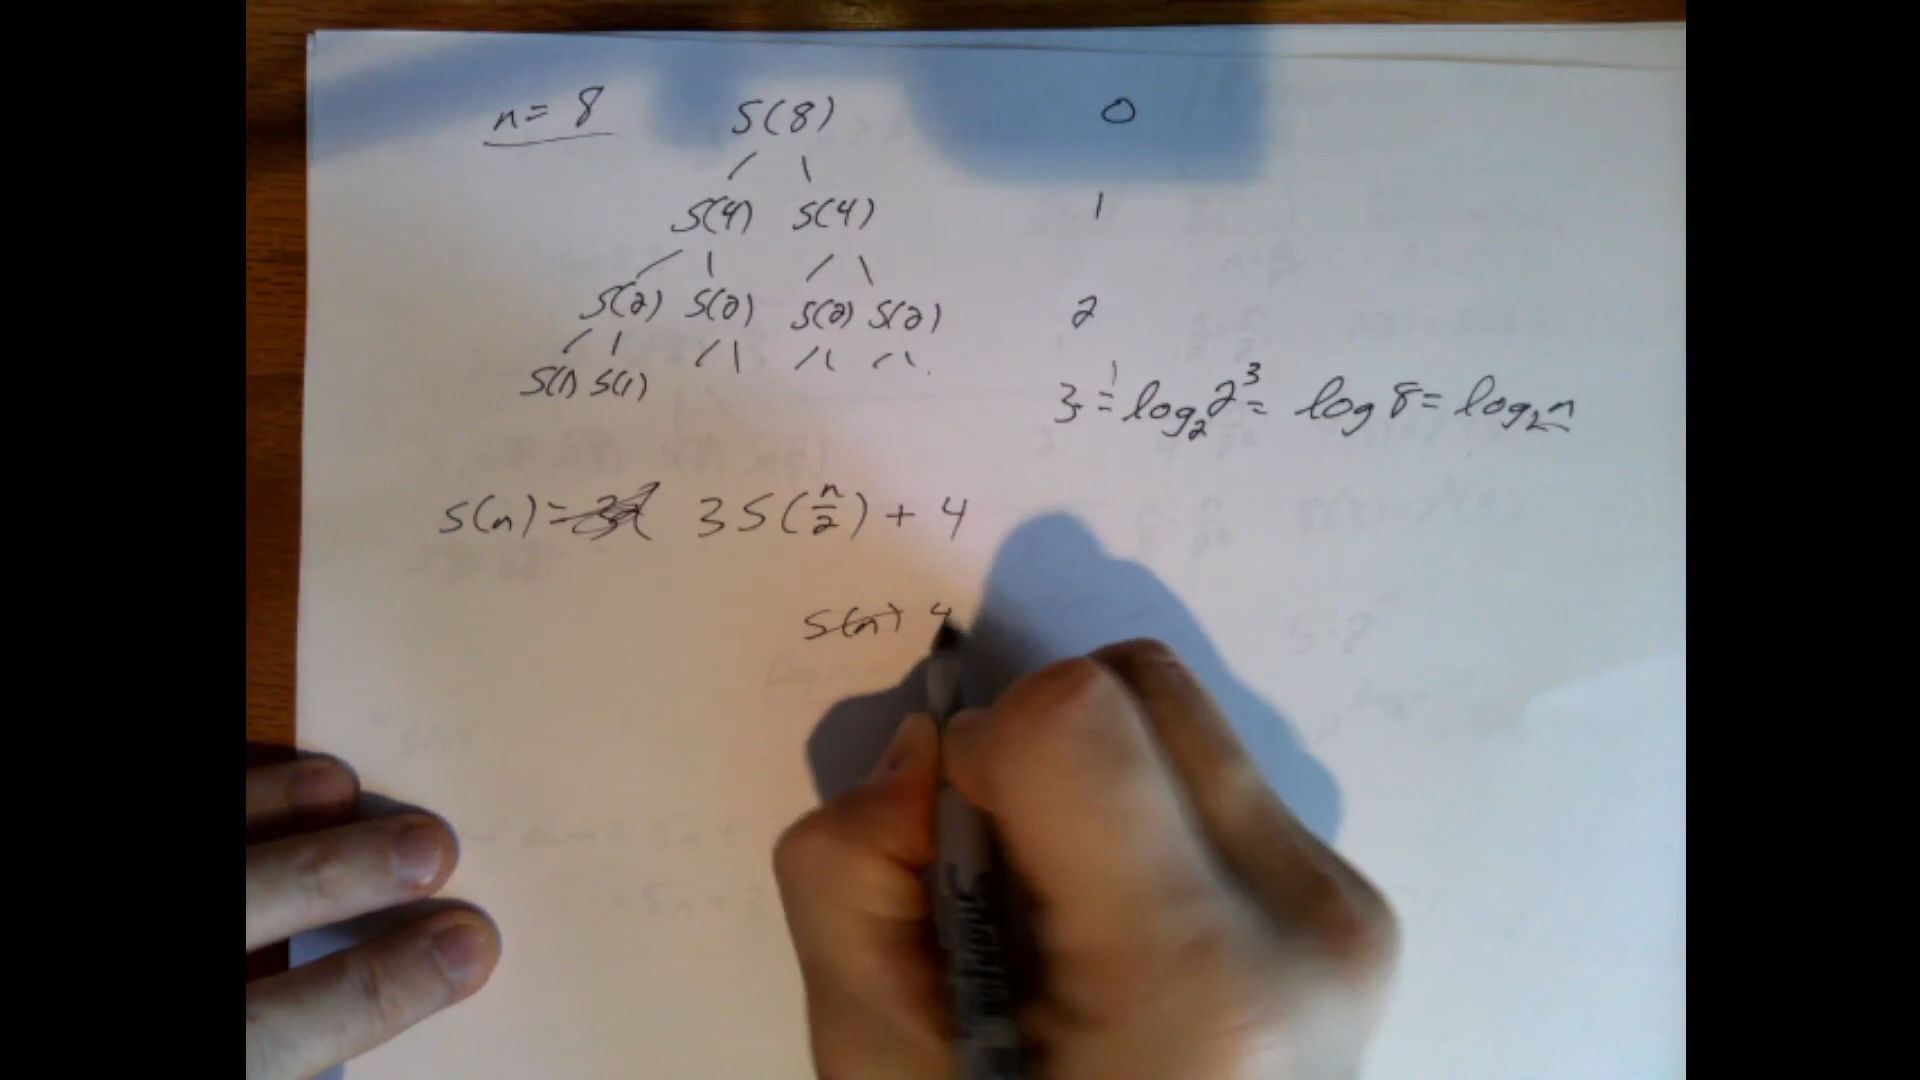 n = 8 S(8) 0
S(4) S(4) 1
S(2) S(2) S(2) S(2) 2
S(1) S(1) 3 = log₂2³ = log 8 = log₂n
S(n) = 3S(n/2) + 4
S(n) 4